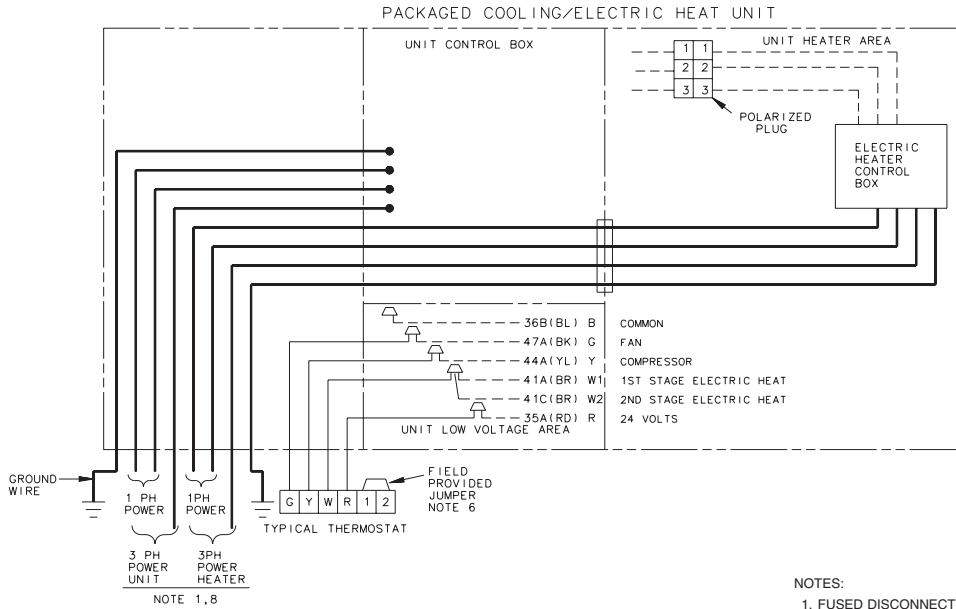 PACKAGED COOLING/ELECTRIC HEAT UNIT
UNIT CONTROL BOX
UNIT HEATER AREA
1 1
2 2
3 3
POLARIZED
PLUG
ELECTRIC
HEATER
CONTROL
BOX
36B(BL) B COMMON
47A(BK) G FAN
44A(YL) Y COMPRESSOR
41A(BR) W1 1ST STAGE ELECTRIC HEAT
41C(BR) W2 2ND STAGE ELECTRIC HEAT
35A(RD) R 24 VOLTS
UNIT LOW VOLTAGE AREA
GROUND
WIRE
1 PH
POWER
1PH
POWER
G Y W R 1 2
TYPICAL THERMOSTAT
FIELD
PROVIDED
JUMPER
NOTE 6
3 PH
POWER
UNIT
3PH
POWER
HEATER
NOTE 1,8
NOTES:
1. FUSED DISCONNECT